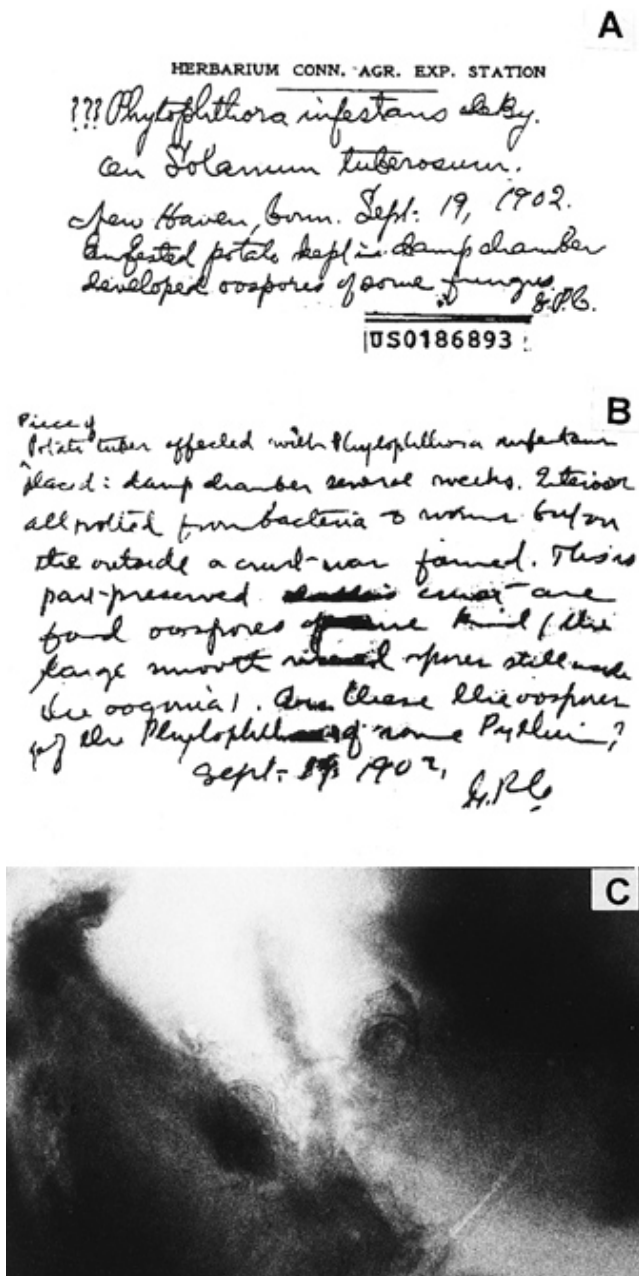 A
HERBARIUM CONN. AGR. EXP. STATION
??? Phytophthora infestans deBy.
on Solanum tuberosum.
New Haven, Conn. Sept. 19, 1902.
Infested potato kept in damp chamber
developed oospores of some fungus.
G.P.C.
US0186893
B
Piece of
Potato tuber affected with Phytophthora infestans
placed damp chamber several weeks. Interior
all rotted from bacteria & worms but on
the outside a crust was formed. This is
part preserved crust are
found oospores of some kind (the
large smooth spores still inside
the oogonia). Are these the oospores
of the Phytophthora of some Pythium?
Sept. 1902.
G.P.C.
C